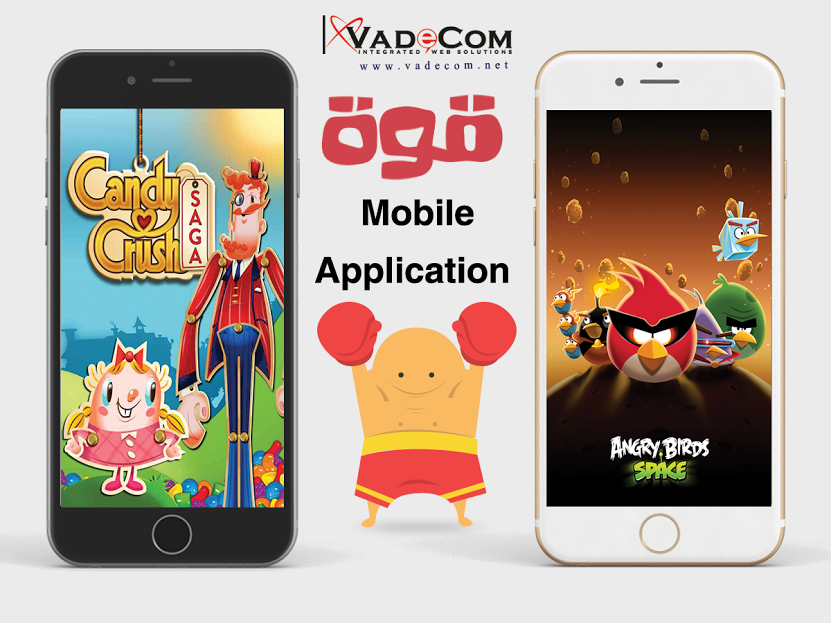 VADeCOM
INTEGRATED WEB SOLUTIONS
www.vadecom.net
قوة
Mobile
Application
Candy
Crush
SAGA
ANGRY BIRDS
SPACE